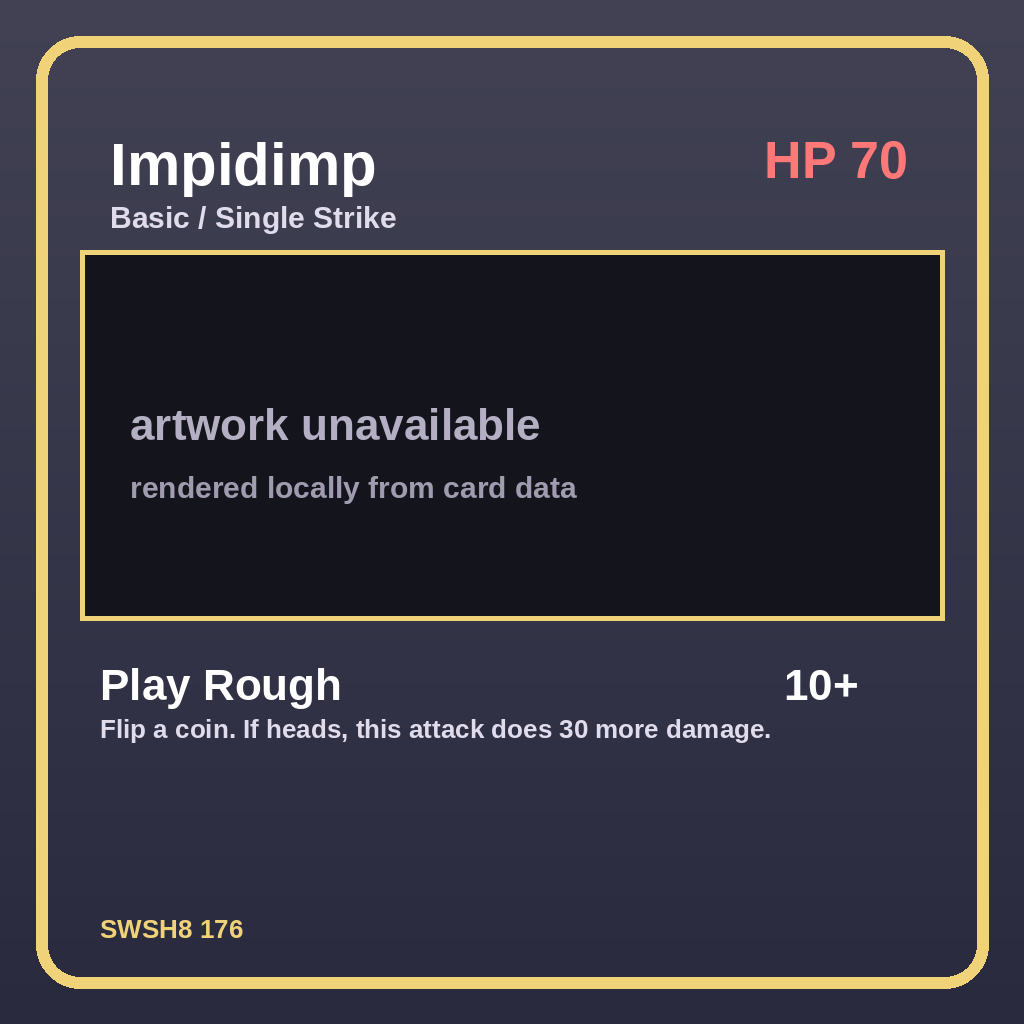 Impidimp
HP 70
Basic / Single Strike
artwork unavailable
rendered locally from card data
Play Rough
10+
Flip a coin. If heads, this attack does 30 more damage.
SWSH8 176